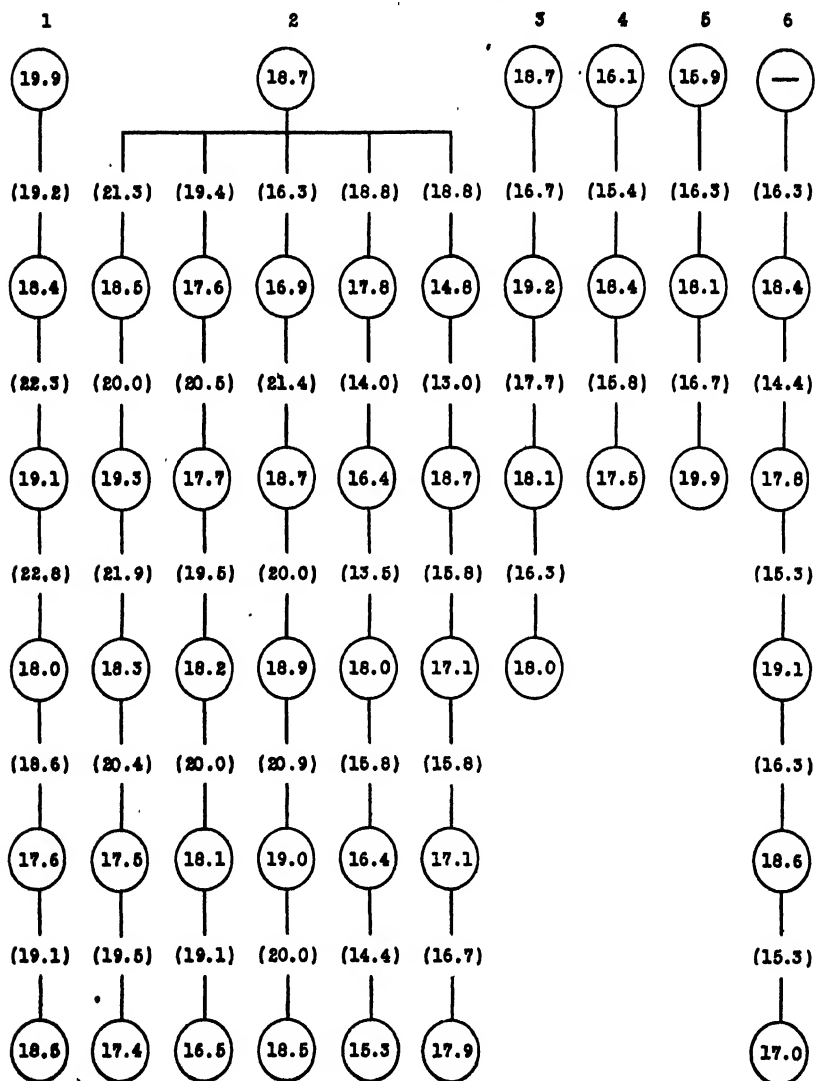 1 2 3 4 5 6
19.9 18.7 18.7 16.1 15.9 —
(19.2) (21.3) (19.4) (16.3) (18.8) (18.8) (16.7) (15.4) (16.3) (16.3)
18.4 18.5 17.6 16.9 17.8 14.8 19.2 18.4 18.1 18.4
(22.3) (20.0) (20.5) (21.4) (14.0) (13.0) (17.7) (15.8) (16.7) (14.4)
19.1 19.3 17.7 18.7 16.4 18.7 18.1 17.5 19.9 17.8
(22.8) (21.9) (19.5) (20.0) (13.5) (15.8) (16.3) (15.3)
18.0 18.3 18.2 18.9 18.0 17.1 18.0 19.1
(18.6) (20.4) (20.0) (20.9) (15.8) (15.8) (16.3)
17.6 17.5 18.1 19.0 16.4 17.1 18.6
(19.1) (19.5) (19.1) (20.0) (14.4) (16.7) (15.3)
18.5 17.4 16.5 18.5 15.3 17.9 17.0